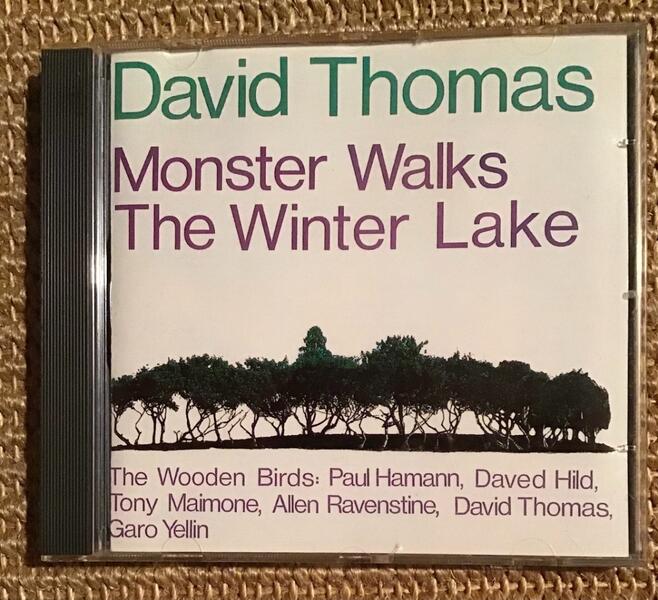 David Thomas
Monster Walks
The Winter Lake
The Wooden Birds: Paul Hamann, Daved Hild,
Tony Maimone, Allen Ravenstine, David Thomas,
Garo Yellin